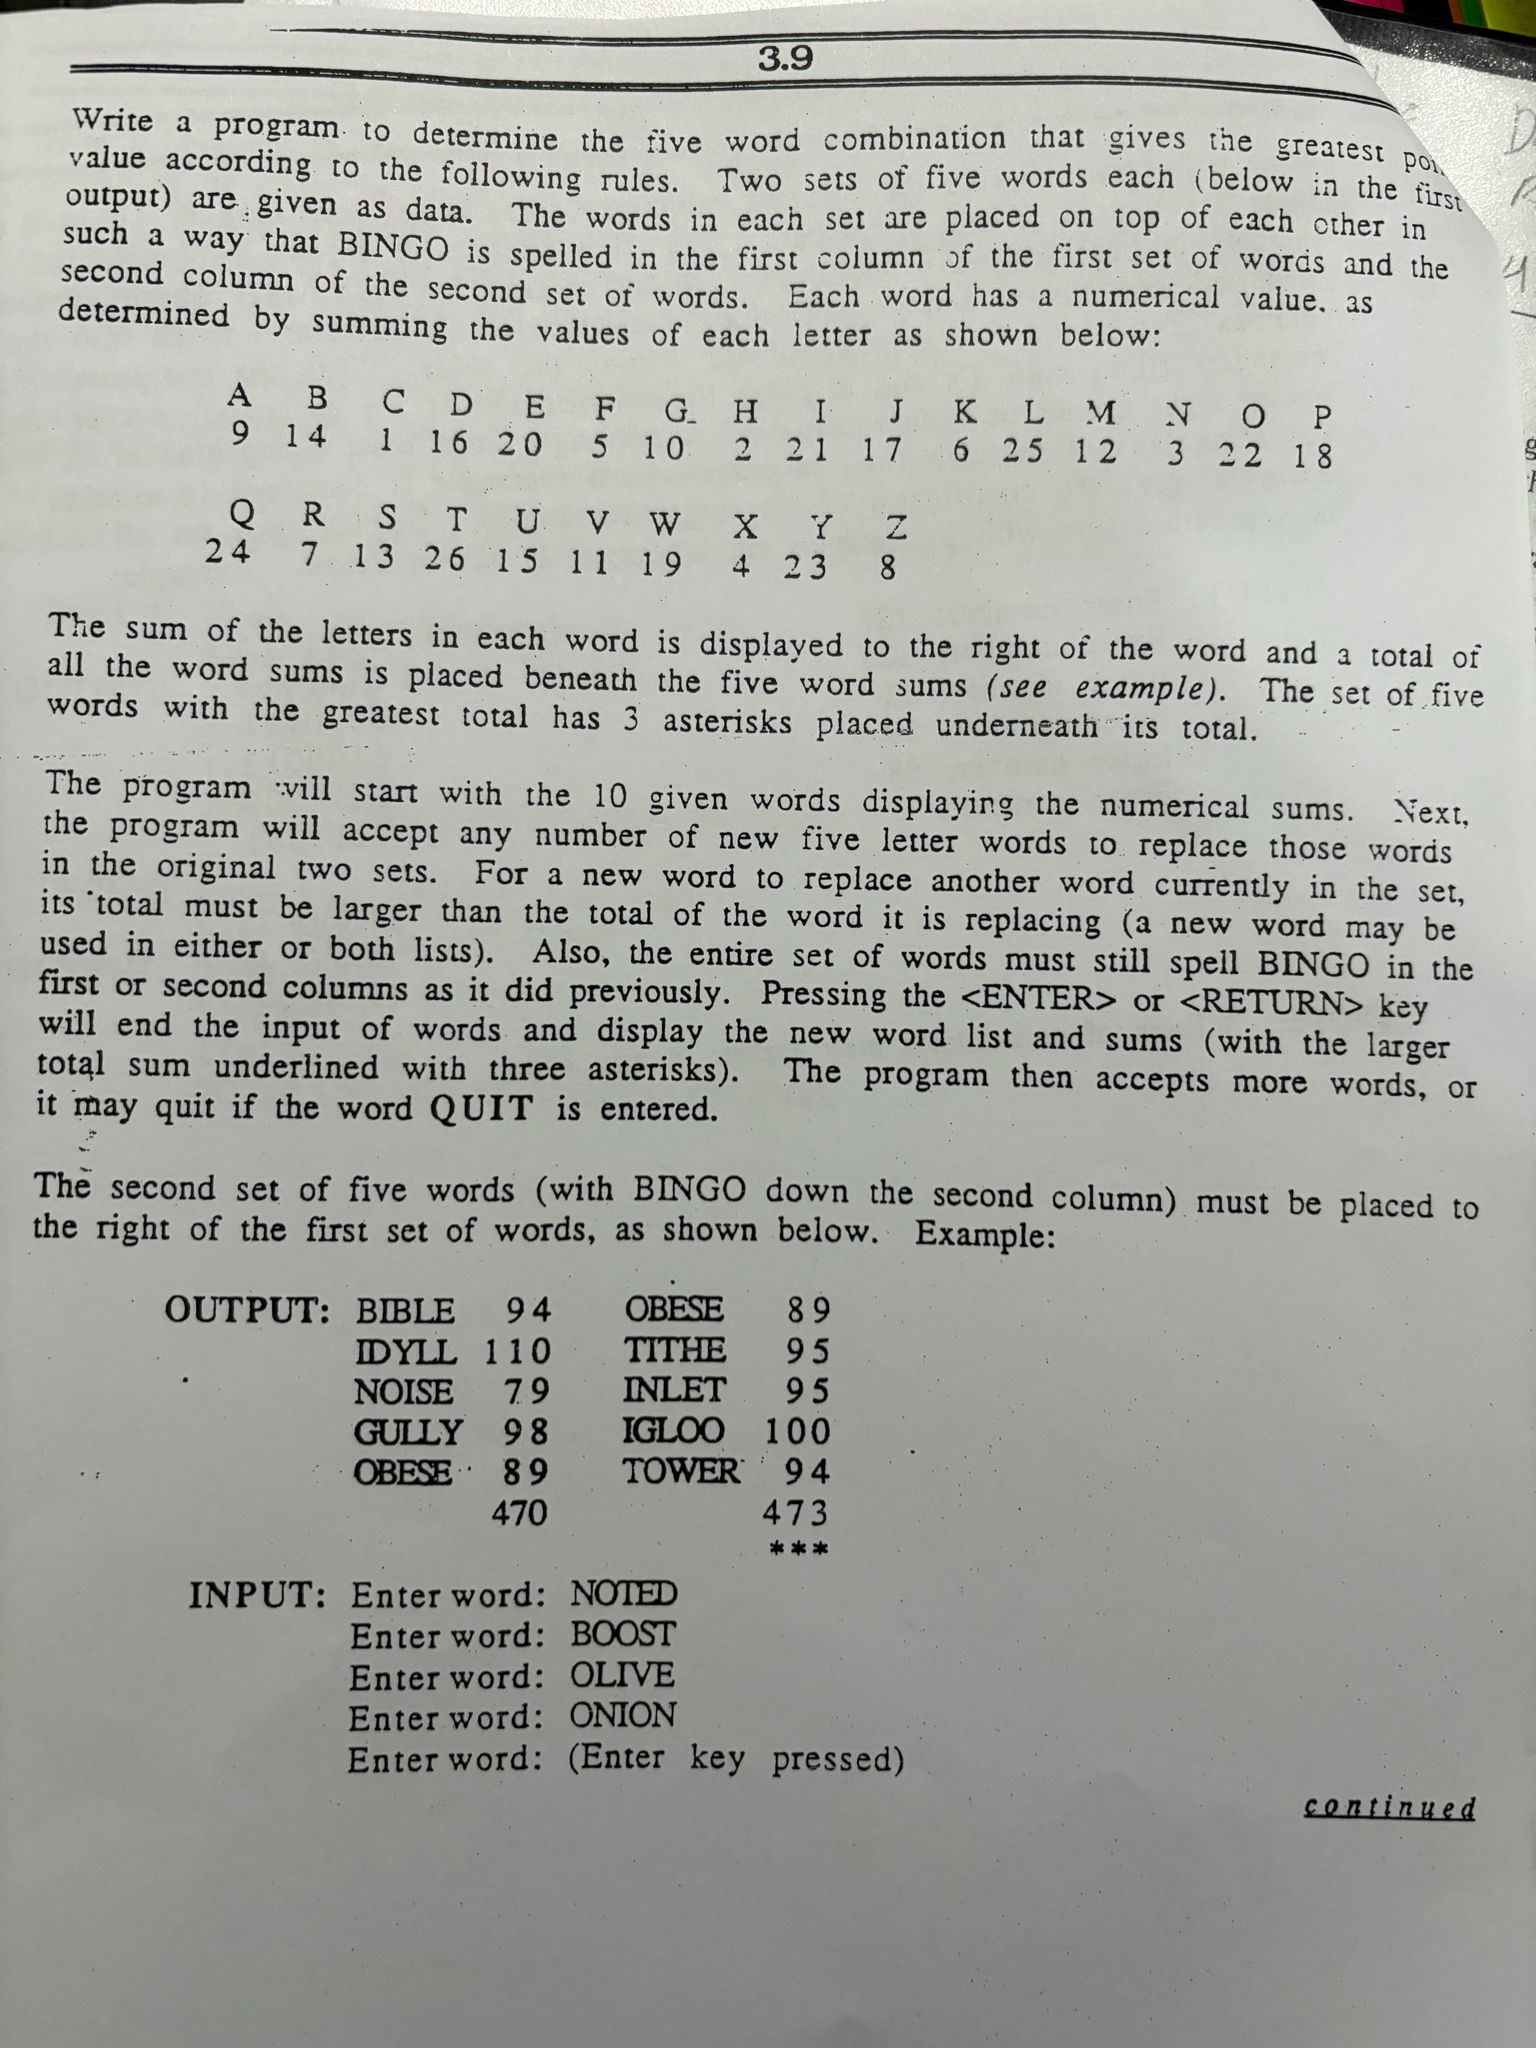 3.9
Write a program to determine the five word combination that gives the greatest
value according to the following rules. Two sets of five words each (below in the first
output) are given as data. The words in each set are placed on top of each other in
such a way that BINGO is spelled in the first column of the first set of words and the
second column of the second set of words. Each word has a numerical value. as
determined by summing the values of each letter as shown below:
A B C D E F G H I J K L M N O P
9 14 1 16 20 5 10 2 21 17 6 25 12 3 22 18
Q R S T U V W X Y Z
24 7 13 26 15 11 19 4 23 8
The sum of the letters in each word is displayed to the right of the word and a total of
all the word sums is placed beneath the five word sums (see example). The set of five
words with the greatest total has 3 asterisks placed underneath its total.
The program will start with the 10 given words displaying the numerical sums. Next,
the program will accept any number of new five letter words to replace those words
in the original two sets. For a new word to replace another word currently in the set,
its total must be larger than the total of the word it is replacing (a new word may be
used in either or both lists). Also, the entire set of words must still spell BINGO in the
first or second columns as it did previously. Pressing the <ENTER> or <RETURN> key
will end the input of words and display the new word list and sums (with the larger
total sum underlined with three asterisks). The program then accepts more words, or
it may quit if the word QUIT is entered.
The second set of five words (with BINGO down the second column) must be placed to
the right of the first set of words, as shown below. Example:
OUTPUT: BIBLE 94 OBESE 89
IDYLL 110 TITHE 95
NOISE 79 INLET 95
GULLY 98 IGLOO 100
OBESE 89 TOWER 94
470 473
***
INPUT: Enter word: NOTED
Enter word: BOOST
Enter word: OLIVE
Enter word: ONION
Enter word: (Enter key pressed)
continued